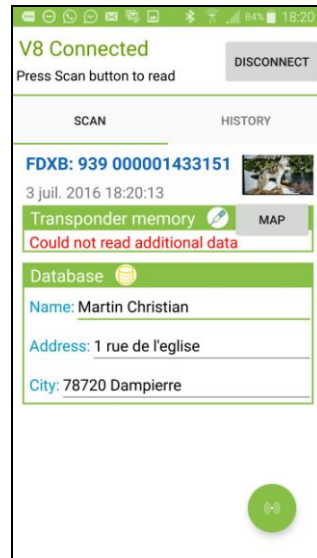 84% 18:20
V8 Connected
Press Scan button to read
DISCONNECT
SCAN
HISTORY
FDXB: 939 000001433151
3 juil. 2016 18:20:13
Transponder memory
MAP
Could not read additional data
Database
Name: Martin Christian
Address: 1 rue de l'eglise
City: 78720 Dampierre